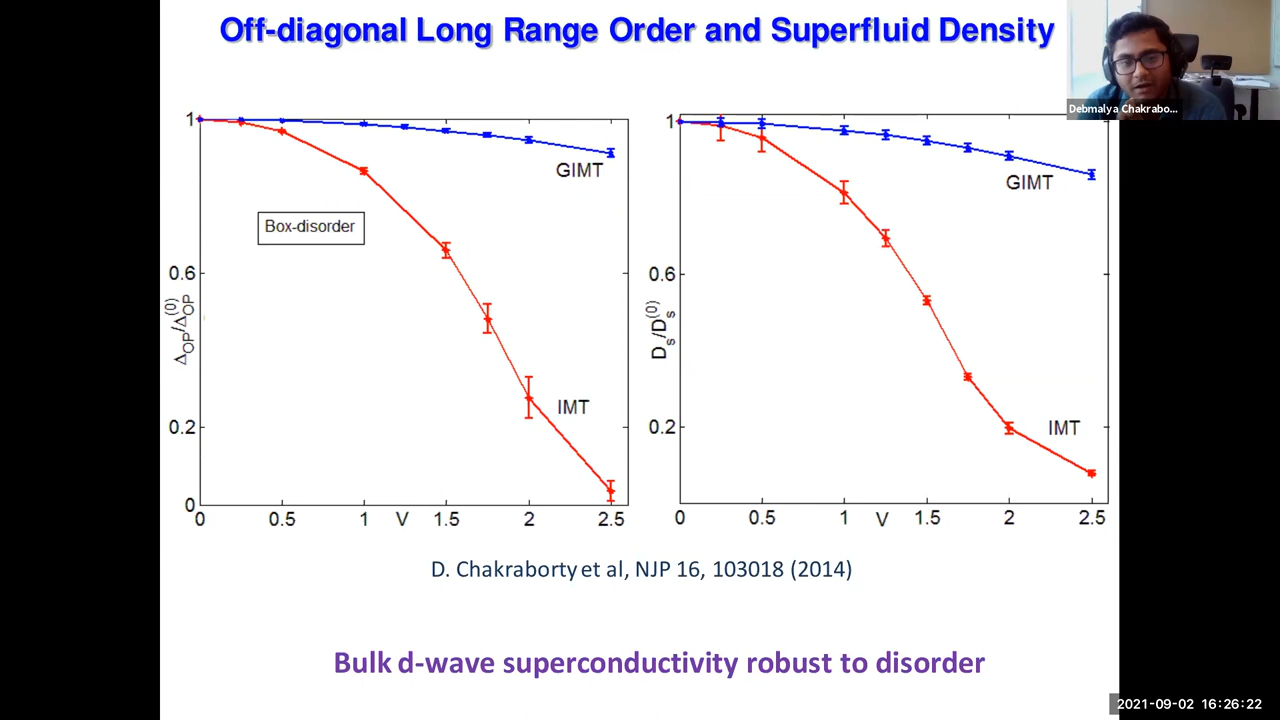 Off-diagonal Long Range Order and Superfluid Density
Debmalya Chakrabo...
1
0.6
0.2
0
Δ_OP/Δ_OP^(0)
GIMT
Box-disorder
IMT
0 0.5 1 V 1.5 2 2.5
1
0.6
0.2
D_s/D_s^(0)
GIMT
IMT
0 0.5 1 V 1.5 2 2.5
D. Chakraborty et al, NJP 16, 103018 (2014)
Bulk d-wave superconductivity robust to disorder
2021-09-02 16:26:22